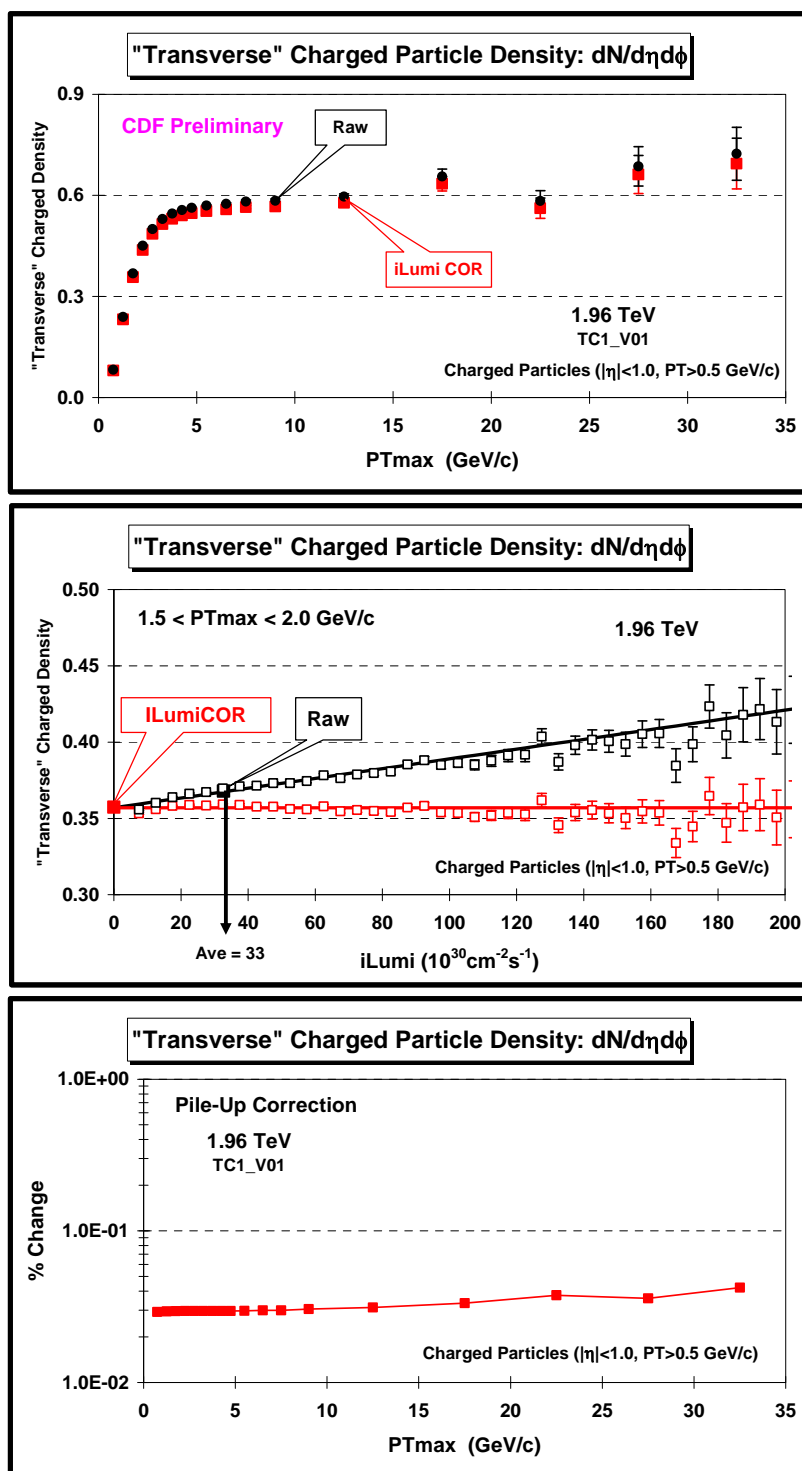 "Transverse" Charged Particle Density: dN/dηdϕ
0.9
0.6
0.3
0.0
"Transverse" Charged Density
CDF Preliminary
Raw
iLumi COR
1.96 TeV
TC1_V01
Charged Particles (|η|<1.0, PT>0.5 GeV/c)
0 5 10 15 20 25 30 35
PTmax (GeV/c)
"Transverse" Charged Particle Density: dN/dηdϕ
0.50
0.45
0.40
0.35
0.30
"Transverse" Charged Density
1.5 < PTmax < 2.0 GeV/c
1.96 TeV
ILumiCOR
Raw
Charged Particles (|η|<1.0, PT>0.5 GeV/c)
0 20 40 60 80 100 120 140 160 180 200
Ave = 33
iLumi (10³⁰cm⁻²s⁻¹)
"Transverse" Charged Particle Density: dN/dηdϕ
1.0E+00
1.0E-01
1.0E-02
% Change
Pile-Up Correction
1.96 TeV
TC1_V01
Charged Particles (|η|<1.0, PT>0.5 GeV/c)
0 5 10 15 20 25 30 35
PTmax (GeV/c)